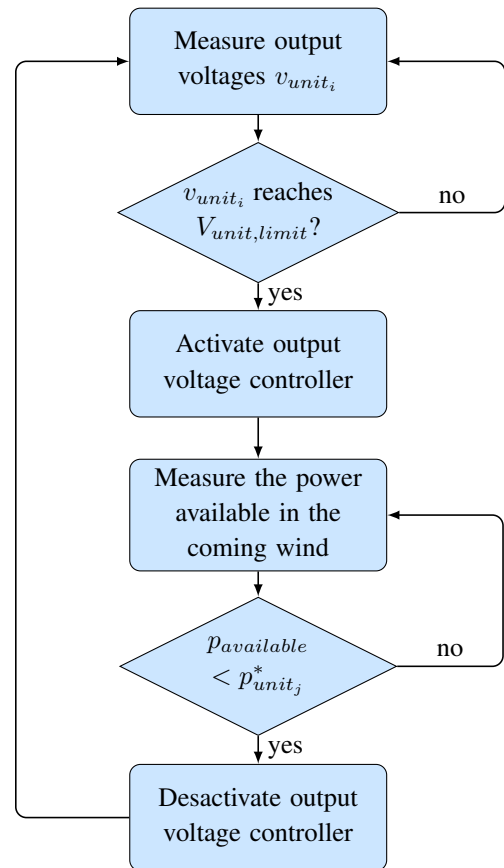 Measure output
voltages v_{unit_i}
v_{unit_i} reaches
V_{unit,limit}?
no
yes
Activate output
voltage controller
Measure the power
available in the
coming wind
p_{available}
< p^*_{unit_j}
no
yes
Desactivate output
voltage controller